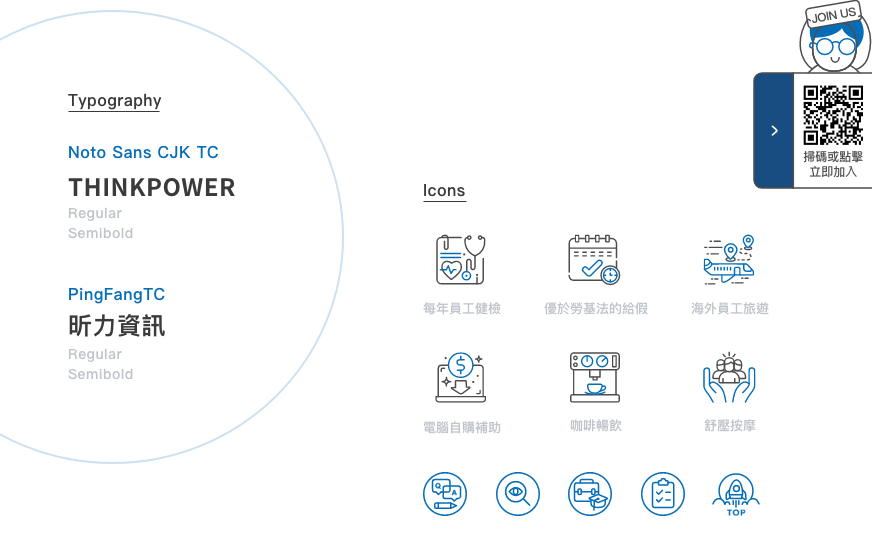 Typography
Noto Sans CJK TC
THINKPOWER
Regular
Semibold
PingFangTC
昕力資訊
Regular
Semibold
JOIN US
掃碼或點擊
立即加入
Icons
每年員工健檢
優於勞基法的給假
海外員工旅遊
電腦自購補助
咖啡暢飲
舒壓按摩
Q
A
TOP